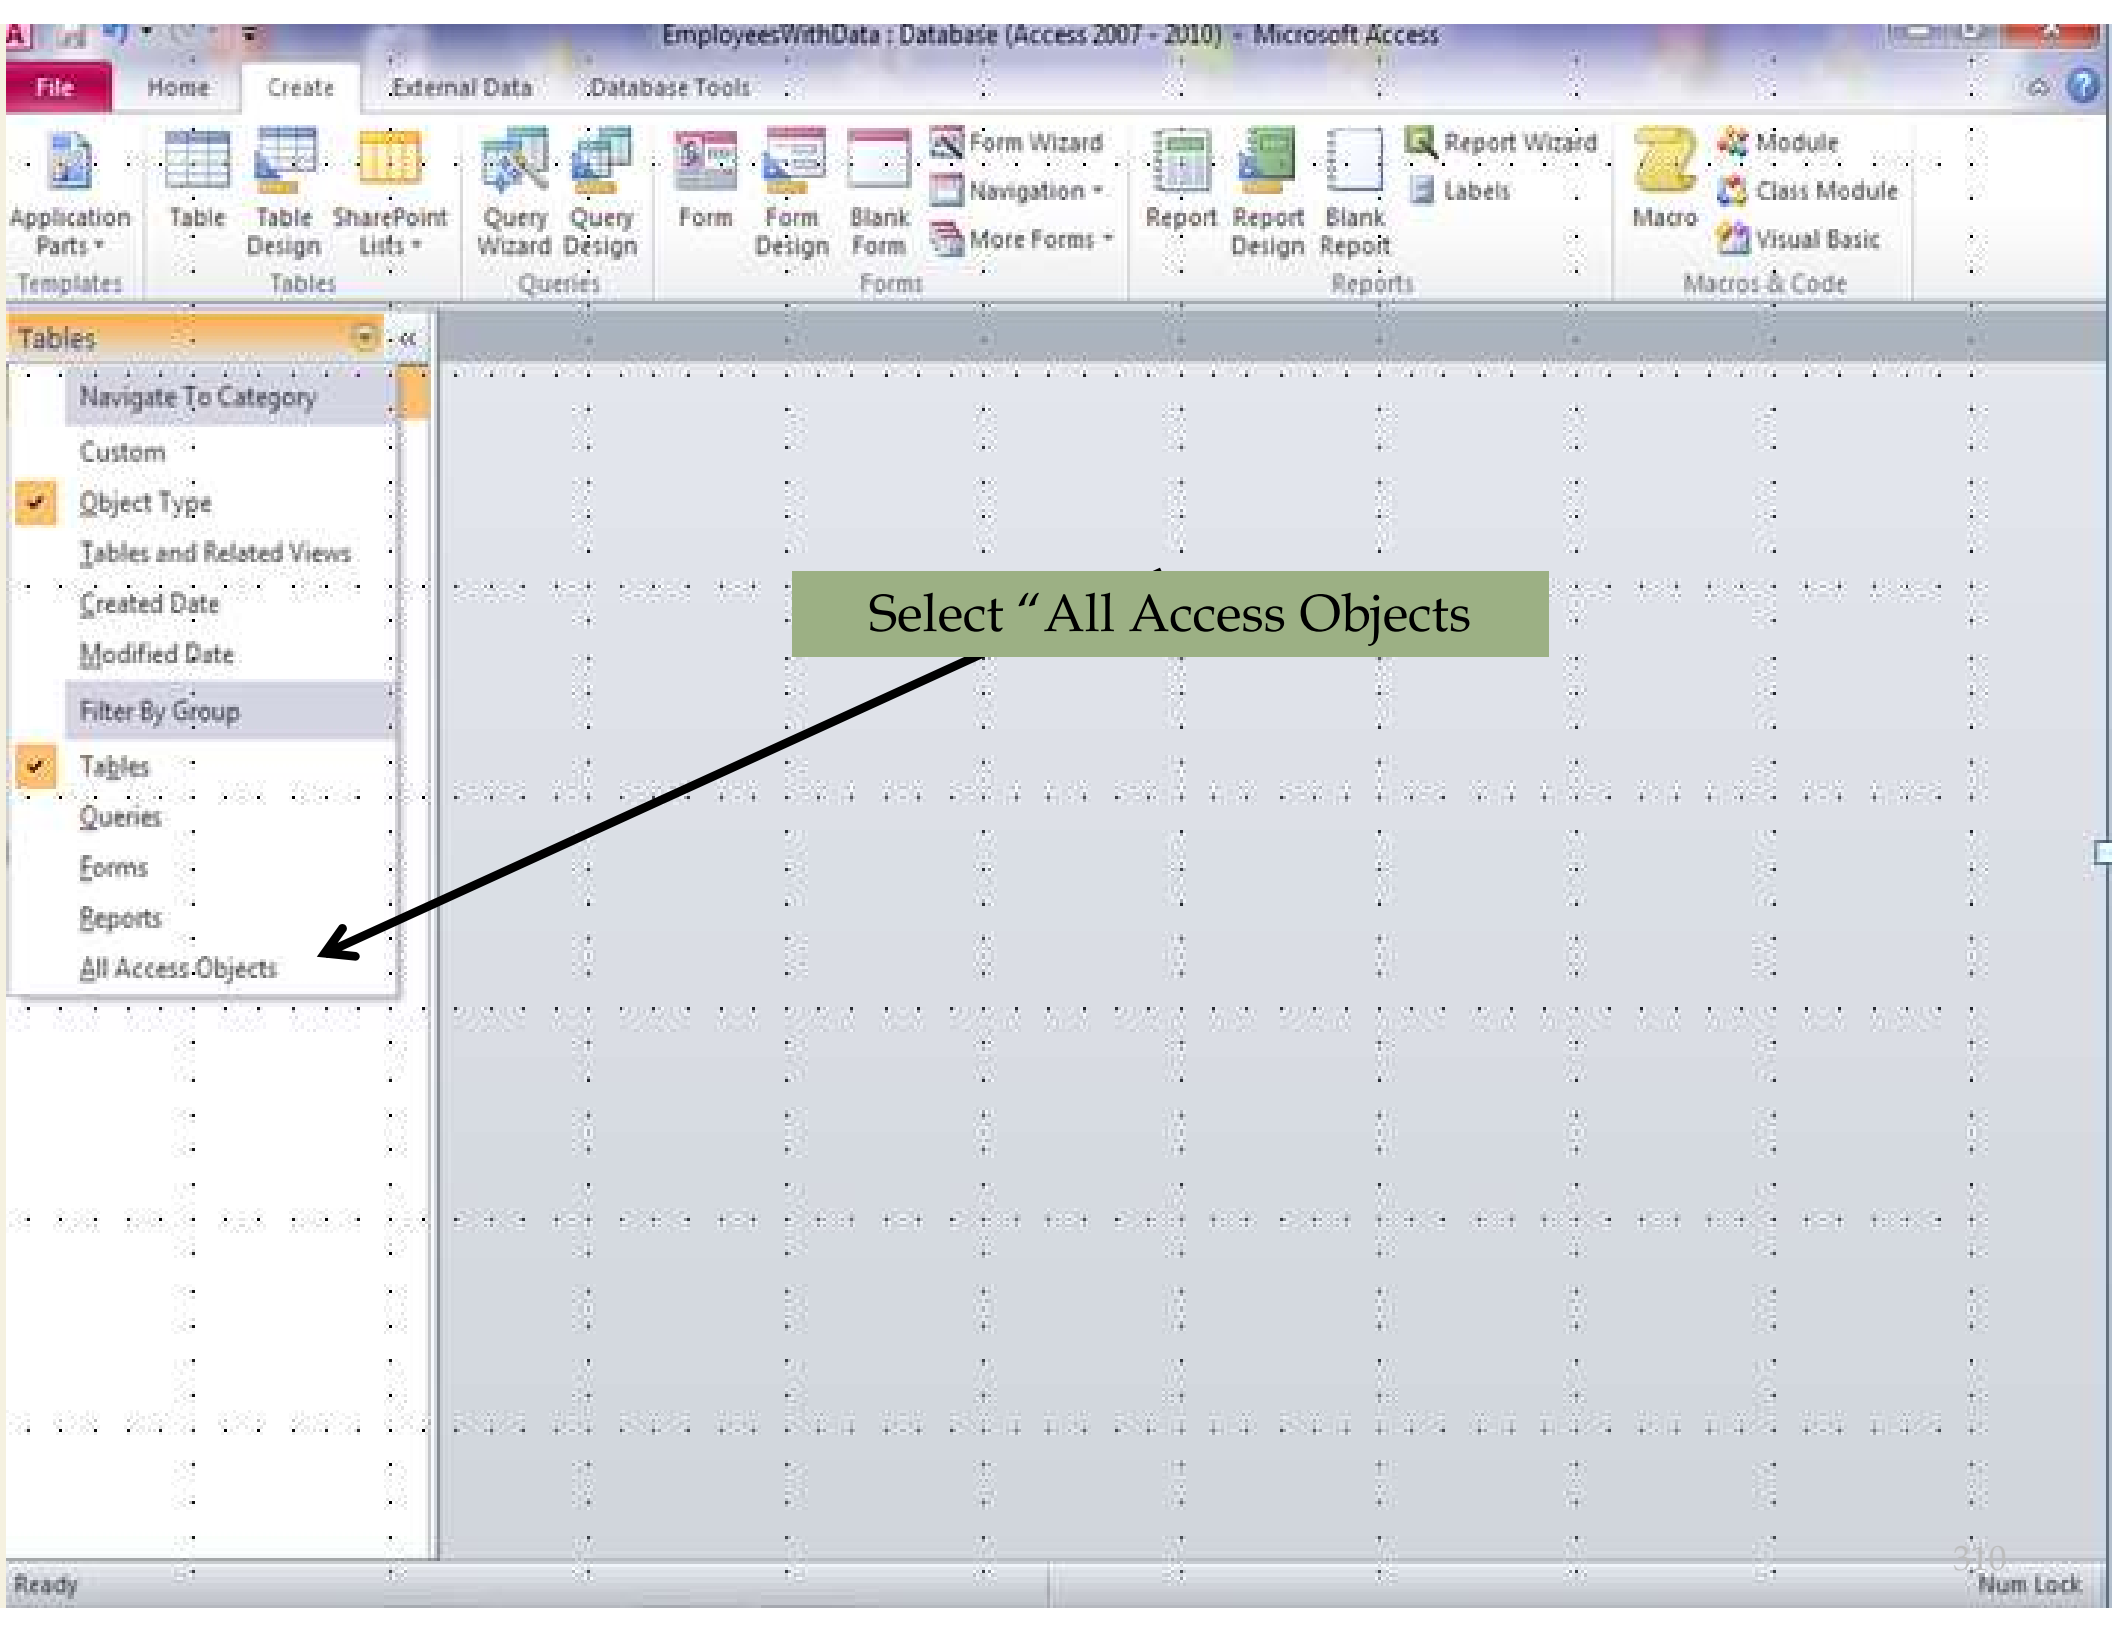 EmployeesWithData : Database (Access 2007 - 2010) - Microsoft Access
File Home Create External Data Database Tools
Application Parts
Table
Table Design
SharePoint Lists
Query Wizard
Query Design
Form
Form Design
Blank Form
Form Wizard
Navigation
More Forms
Report
Report Design
Blank Report
Report Wizard
Labels
Macro
Module
Class Module
Visual Basic
Templates Tables Queries Forms Reports Macros & Code
Tables «
Navigate To Category
Custom
Object Type
Tables and Related Views
Created Date
Modified Date
Filter By Group
Tables
Queries
Forms
Reports
All Access Objects
Select “All Access Objects
310
Ready Num Lock